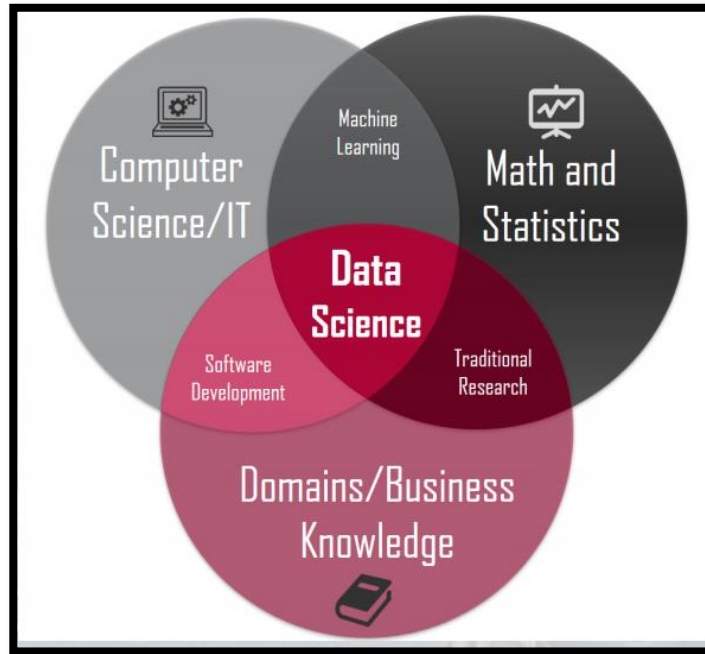 Machine
Learning
Computer
Science/IT
Math and
Statistics
Data
Science
Software
Development
Traditional
Research
Domains/Business
Knowledge